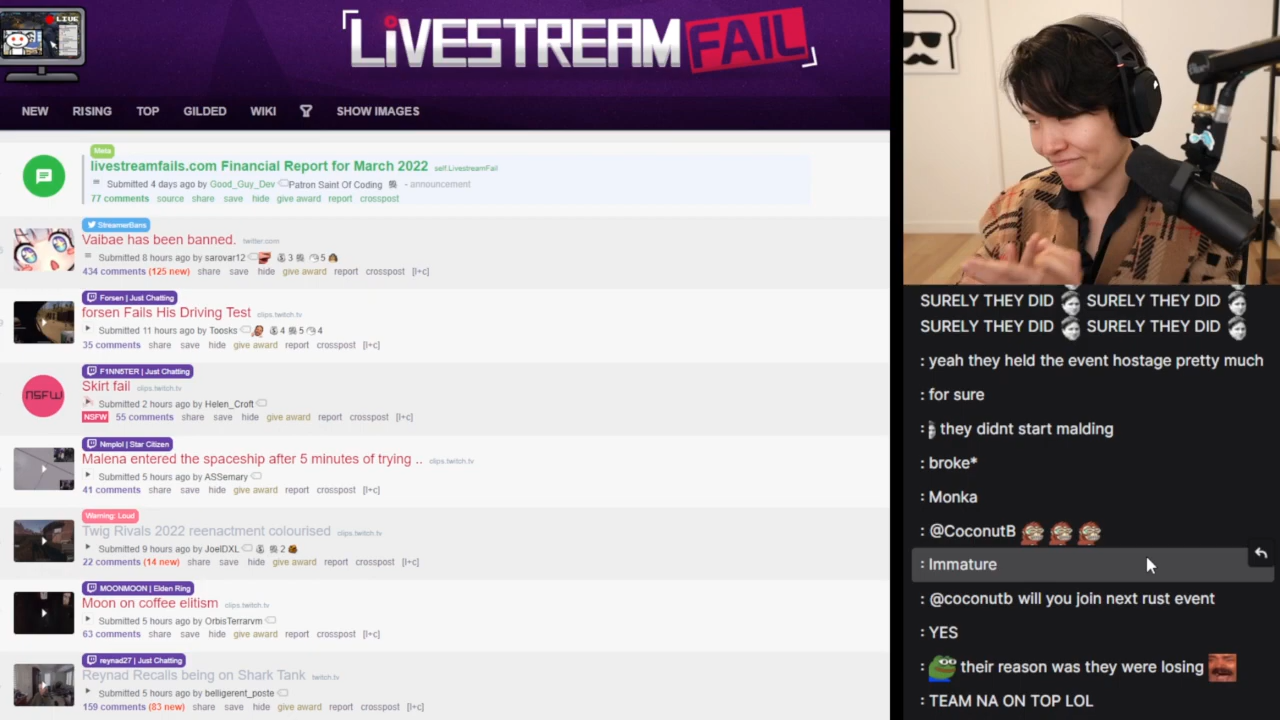 LIVE
LiVESTREAMFAIL
NEW RISING TOP GILDED WIKI SHOW IMAGES
Meta
livestreamfails.com Financial Report for March 2022 self.LivestreamFail
Submitted 4 days ago by Good_Guy_Dev Patron Saint Of Coding - announcement
77 comments source share save hide give award report crosspost
StreamerBans
Vaibae has been banned. twitter.com
Submitted 8 hours ago by sarovar12 3 5
434 comments (125 new) share save hide give award report crosspost [l+c]
Forsen | Just Chatting
forsen Fails His Driving Test clips.twitch.tv
Submitted 11 hours ago by Toosks 4 5 4
35 comments share save hide give award report crosspost [l+c]
F1NN5TER | Just Chatting
Skirt fail clips.twitch.tv
NSFW
Submitted 2 hours ago by Helen_Croft
NSFW 55 comments share save hide give award report crosspost [l+c]
Nmplol | Star Citizen
Malena entered the spaceship after 5 minutes of trying .. clips.twitch.tv
Submitted 5 hours ago by ASSemary
41 comments share save hide give award report crosspost [l+c]
Warning: Loud
Twig Rivals 2022 reenactment colourised clips.twitch.tv
Submitted 9 hours ago by JoelDXL 2
22 comments (14 new) share save hide give award report crosspost [l+c]
MOONMOON | Elden Ring
Moon on coffee elitism clips.twitch.tv
Submitted 5 hours ago by OrbisTerrarvm
63 comments share save hide give award report crosspost [l+c]
reynad27 | Just Chatting
Reynad Recalls being on Shark Tank twitch.tv
Submitted 5 hours ago by belligerent_poste
159 comments (83 new) share save hide give award report crosspost [l+c]
SURELY THEY DID SURELY THEY DID
SURELY THEY DID SURELY THEY DID
: yeah they held the event hostage pretty much
: for sure
: they didnt start malding
: broke*
: Monka
: @CoconutB
: Immature
: @coconutb will you join next rust event
: YES
: their reason was they were losing
: TEAM NA ON TOP LOL